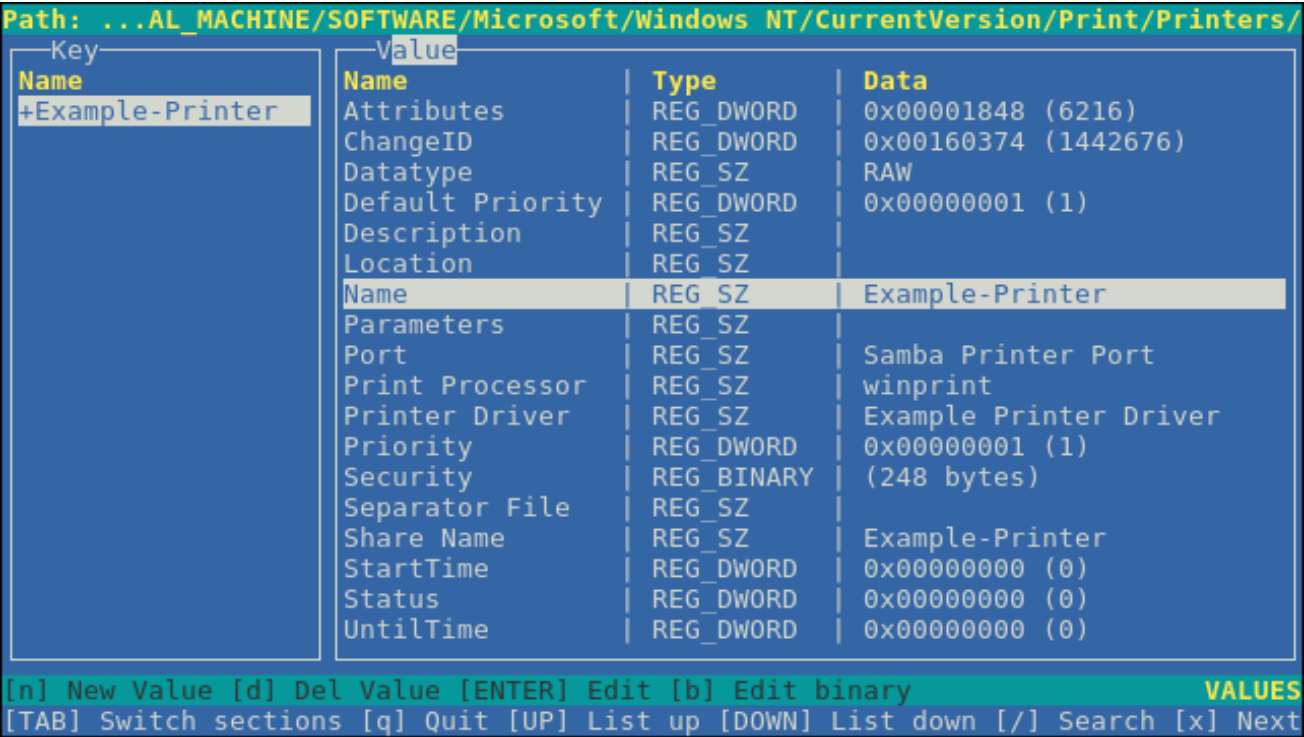 Path: ...AL_MACHINE/SOFTWARE/Microsoft/Windows NT/CurrentVersion/Print/Printers/
Key Value
Name Name | Type | Data
+Example-Printer Attributes | REG_DWORD | 0x00001848 (6216)
ChangeID | REG_DWORD | 0x00160374 (1442676)
Datatype | REG_SZ | RAW
Default Priority | REG_DWORD | 0x00000001 (1)
Description | REG_SZ |
Location | REG_SZ |
Name | REG_SZ | Example-Printer
Parameters | REG_SZ |
Port | REG_SZ | Samba Printer Port
Print Processor | REG_SZ | winprint
Printer Driver | REG_SZ | Example Printer Driver
Priority | REG_DWORD | 0x00000001 (1)
Security | REG_BINARY | (248 bytes)
Separator File | REG_SZ |
Share Name | REG_SZ | Example-Printer
StartTime | REG_DWORD | 0x00000000 (0)
Status | REG_DWORD | 0x00000000 (0)
UntilTime | REG_DWORD | 0x00000000 (0)
[n] New Value [d] Del Value [ENTER] Edit [b] Edit binary VALUES
[TAB] Switch sections [q] Quit [UP] List up [DOWN] List down [/] Search [x] Next